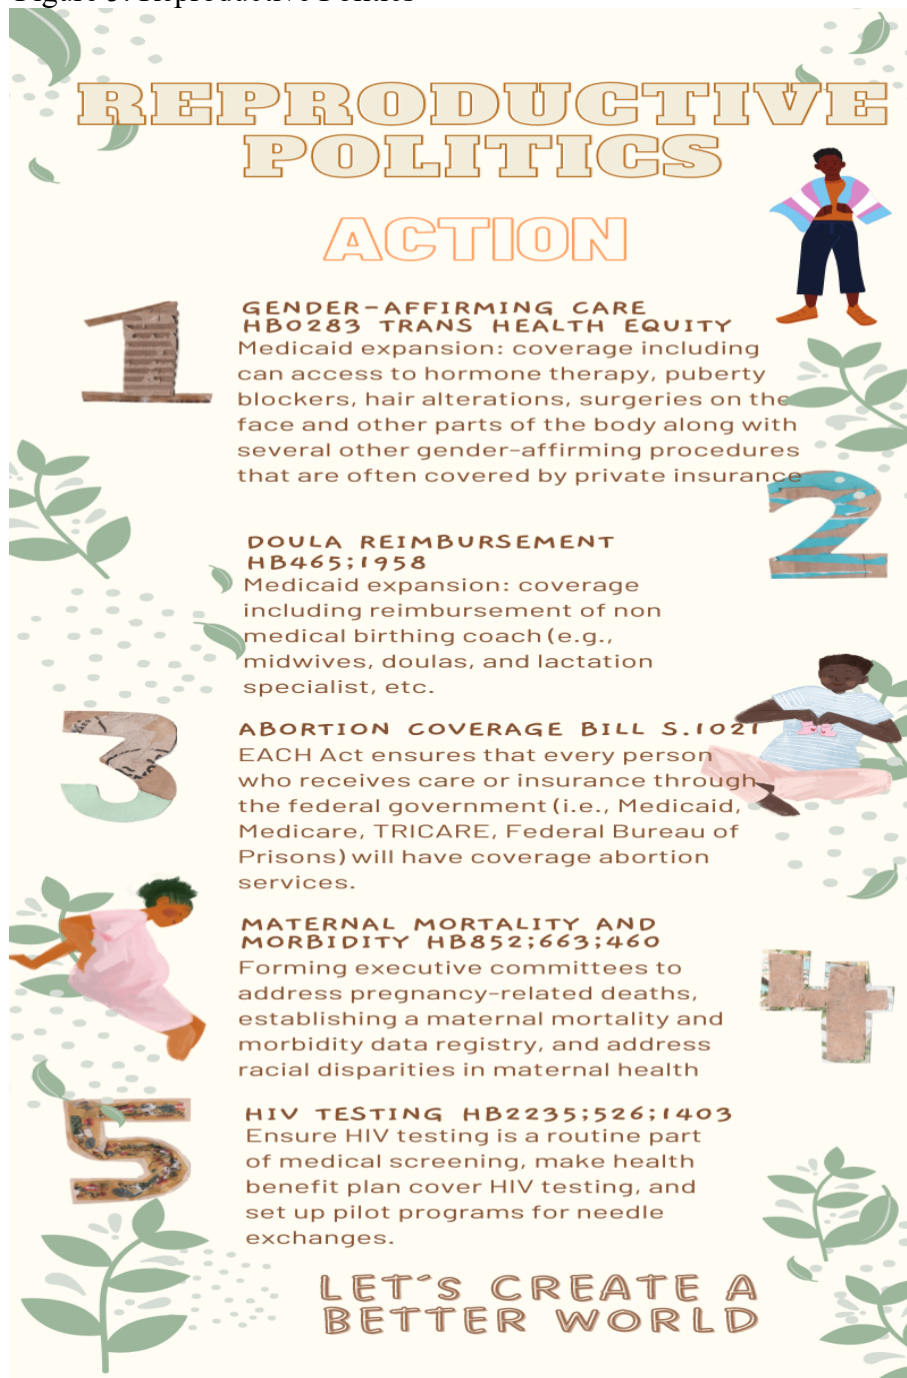 Figure 3: Reproductive Politics
REPRODUCTIVE
POLITICS
ACTION
1
GENDER-AFFIRMING CARE
HB0283 TRANS HEALTH EQUITY
Medicaid expansion: coverage including
can access to hormone therapy, puberty
blockers, hair alterations, surgeries on the
face and other parts of the body along with
several other gender-affirming procedures
that are often covered by private insurance
2
DOULA REIMBURSEMENT
HB465;1958
Medicaid expansion: coverage
including reimbursement of non
medical birthing coach (e.g.,
midwives, doulas, and lactation
specialist, etc.
3
ABORTION COVERAGE BILL S.1021
EACH Act ensures that every person
who receives care or insurance through
the federal government (i.e., Medicaid,
Medicare, TRICARE, Federal Bureau of
Prisons) will have coverage abortion
services.
4
MATERNAL MORTALITY AND
MORBIDITY HB852;663;460
Forming executive committees to
address pregnancy-related deaths,
establishing a maternal mortality and
morbidity data registry, and address
racial disparities in maternal health
5
HIV TESTING HB2235;526;1403
Ensure HIV testing is a routine part
of medical screening, make health
benefit plan cover HIV testing, and
set up pilot programs for needle
exchanges.
LET'S CREATE A
BETTER WORLD